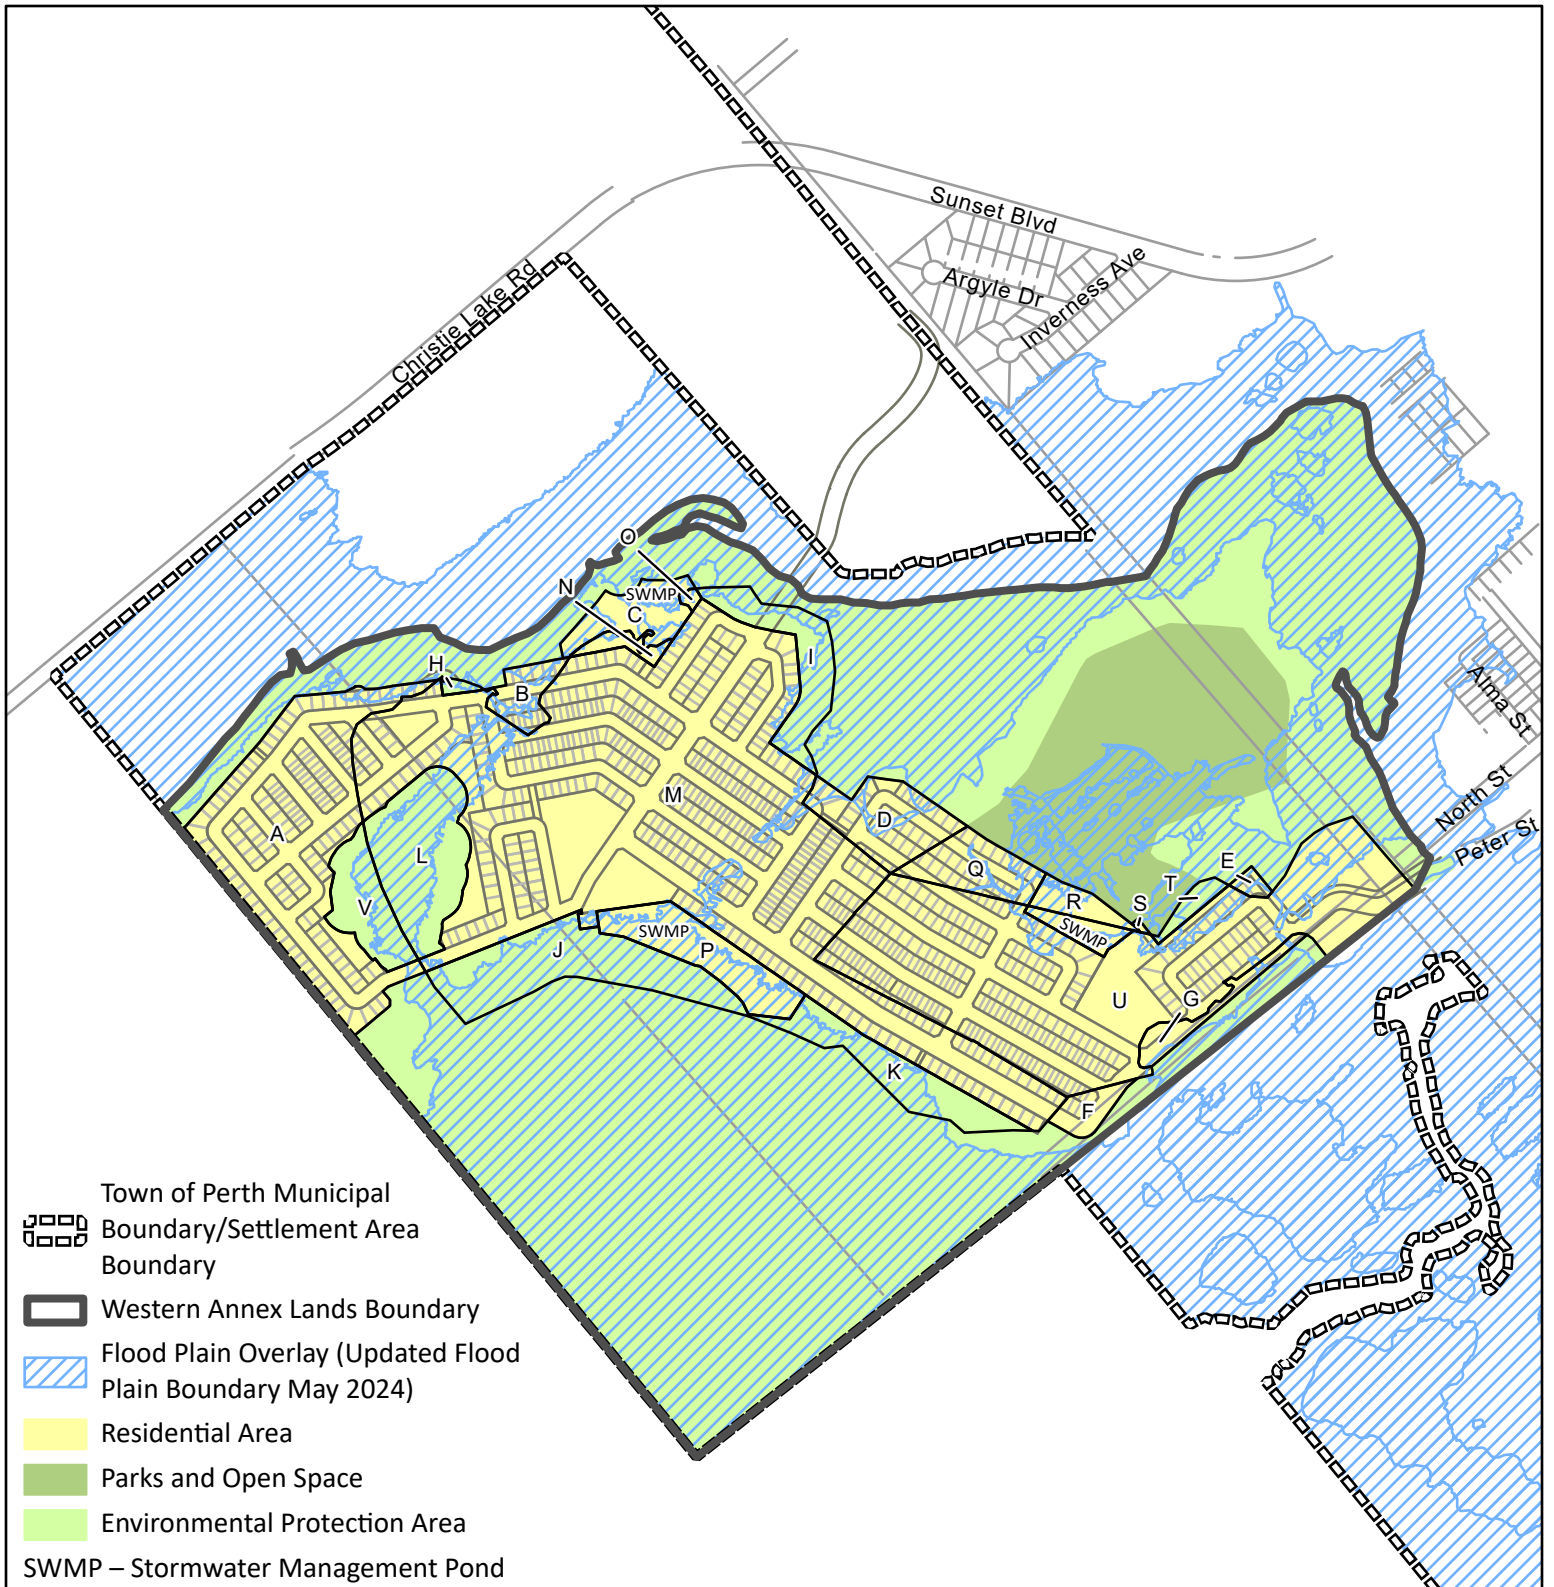 Sunset Blvd
Argyle Dr
Inverness Ave
Christie Lake Rd
O
N
SWMP
C
I
H
B
Alma St
M
North St
D
A
Peter St
L
Q
E
T
R
S
V
SWMP
SWMP
J
P
G
U
K
F
Town of Perth Municipal
Boundary/Settlement Area
Boundary
Western Annex Lands Boundary
Flood Plain Overlay (Updated Flood
Plain Boundary May 2024)
Residential Area
Parks and Open Space
Environmental Protection Area
SWMP – Stormwater Management Pond